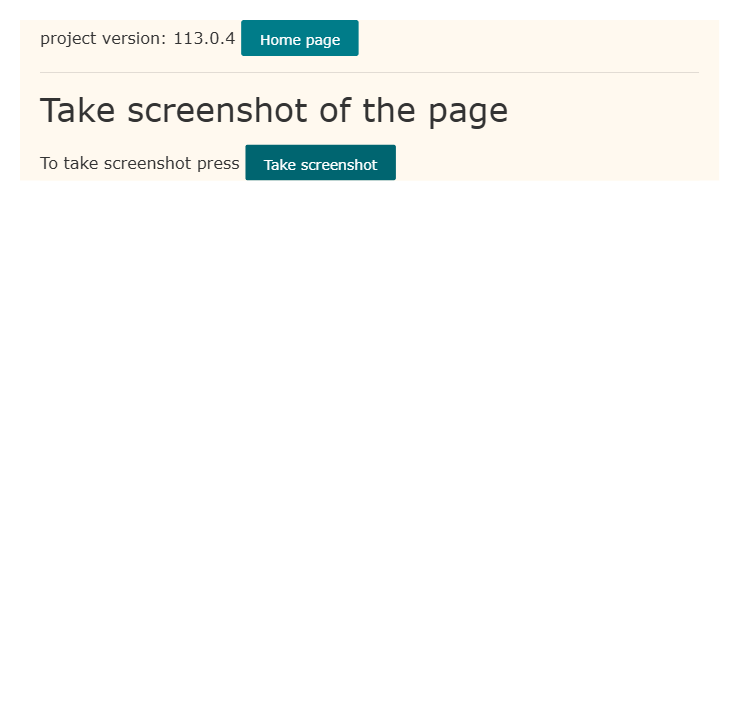 project version: 113.0.4 Home page
Take screenshot of the page
To take screenshot press Take screenshot